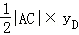 1/2|AC| × y_D